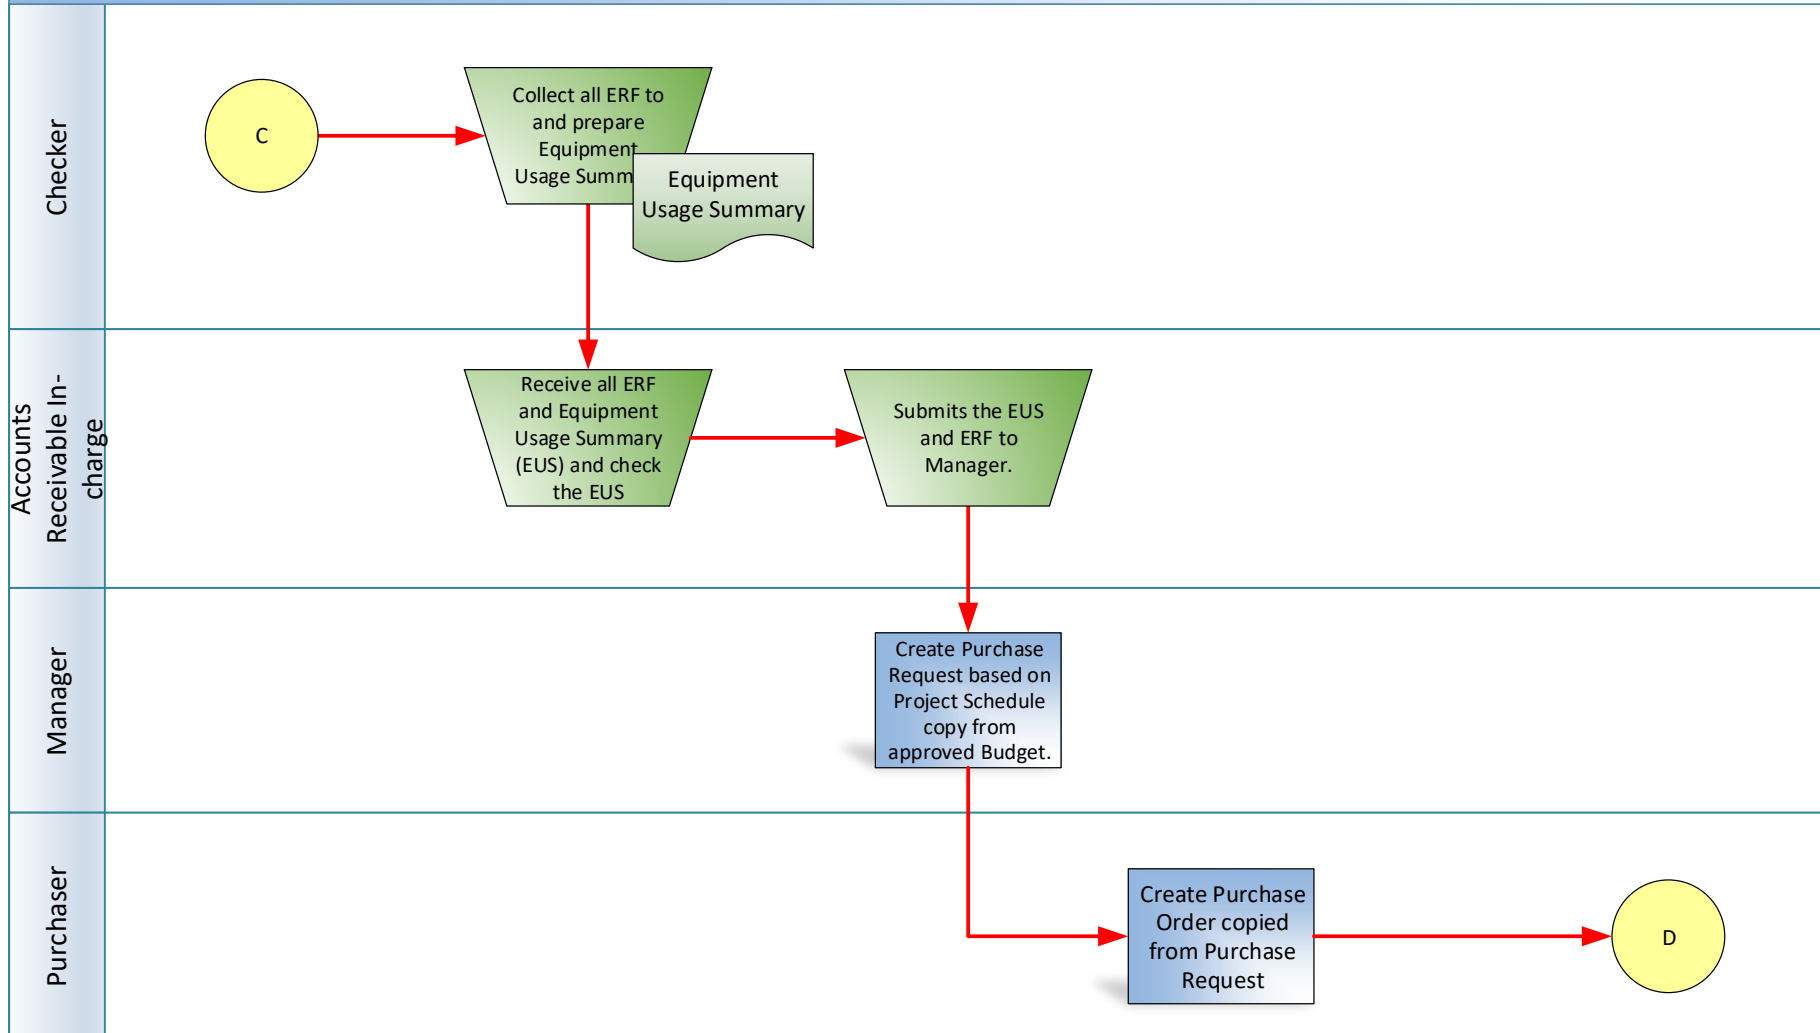 Checker
C
Collect all ERF to
and prepare
Equipment
Usage Summ
Equipment
Usage Summary
Accounts
Receivable In-
charge
Receive all ERF
and Equipment
Usage Summary
(EUS) and check
the EUS
Submits the EUS
and ERF to
Manager.
Manager
Create Purchase
Request based on
Project Schedule
copy from
approved Budget.
Purchaser
Create Purchase
Order copied
from Purchase
Request
D